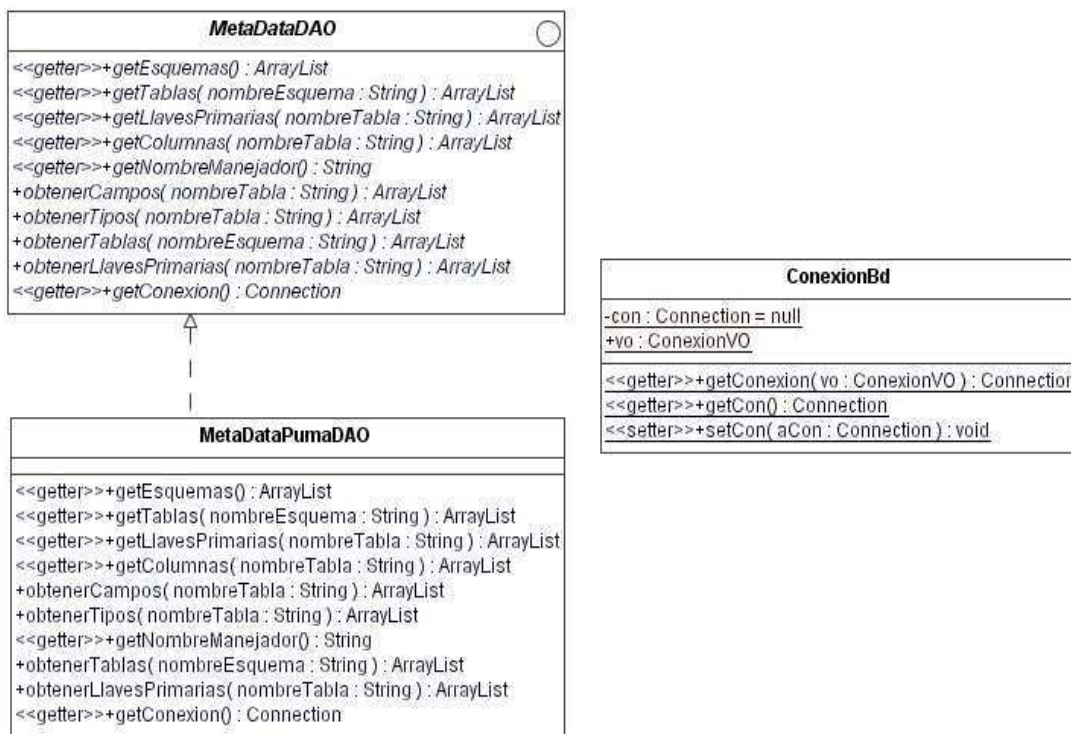 MetaDataDAO
<<getter>>+getEsquemas() : ArrayList
<<getter>>+getTablas( nombreEsquema : String ) : ArrayList
<<getter>>+getLlavesPrimarias( nombreTabla : String ) : ArrayList
<<getter>>+getColumnas( nombreTabla : String ) : ArrayList
<<getter>>+getNombreManejador() : String
+obtenerCampos( nombreTabla : String ) : ArrayList
+obtenerTipos( nombreTabla : String ) : ArrayList
+obtenerTablas( nombreEsquema : String ) : ArrayList
+obtenerLlavesPrimarias( nombreTabla : String ) : ArrayList
<<getter>>+getConexion() : Connection
ConexionBd
-con : Connection = null
+vo : ConexionVO
<<getter>>+getConexion( vo : ConexionVO ) : Connection
<<getter>>+getCon() : Connection
<<setter>>+setCon( aCon : Connection ) : void
MetaDataPumaDAO
<<getter>>+getEsquemas() : ArrayList
<<getter>>+getTablas( nombreEsquema : String ) : ArrayList
<<getter>>+getLlavesPrimarias( nombreTabla : String ) : ArrayList
<<getter>>+getColumnas( nombreTabla : String ) : ArrayList
+obtenerCampos( nombreTabla : String ) : ArrayList
+obtenerTipos( nombreTabla : String ) : ArrayList
<<getter>>+getNombreManejador() : String
+obtenerTablas( nombreEsquema : String ) : ArrayList
+obtenerLlavesPrimarias( nombreTabla : String ) : ArrayList
<<getter>>+getConexion() : Connection